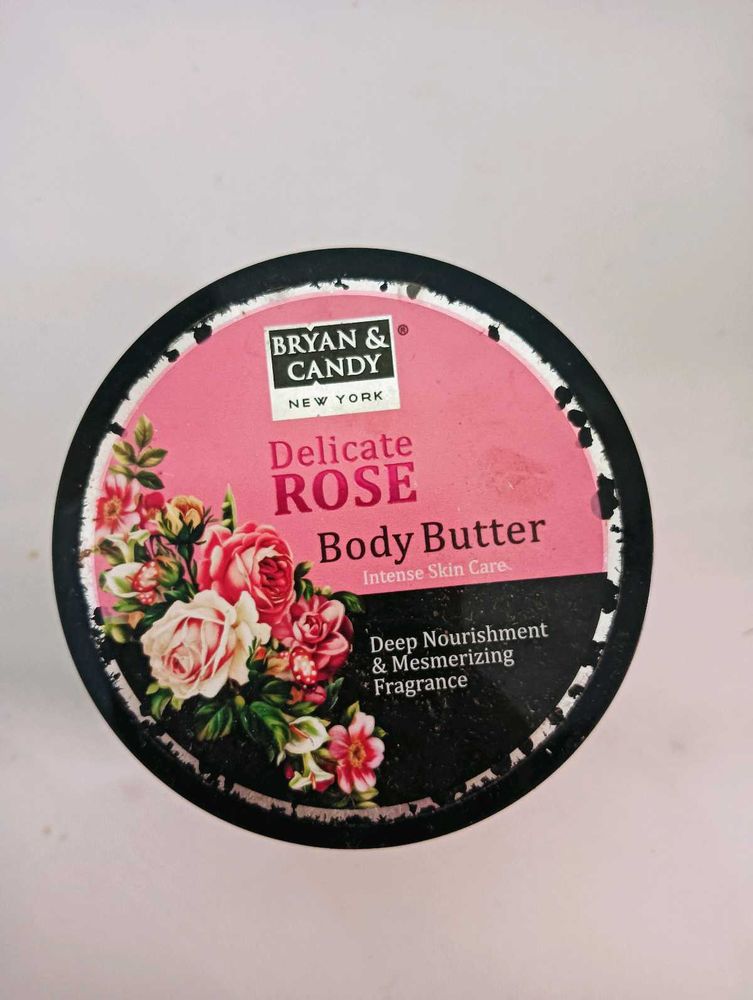 BRYAN &
CANDY
®
NEW YORK
Delicate
ROSE
Body Butter
Intense Skin Care
Deep Nourishment
& Mesmerizing
Fragrance